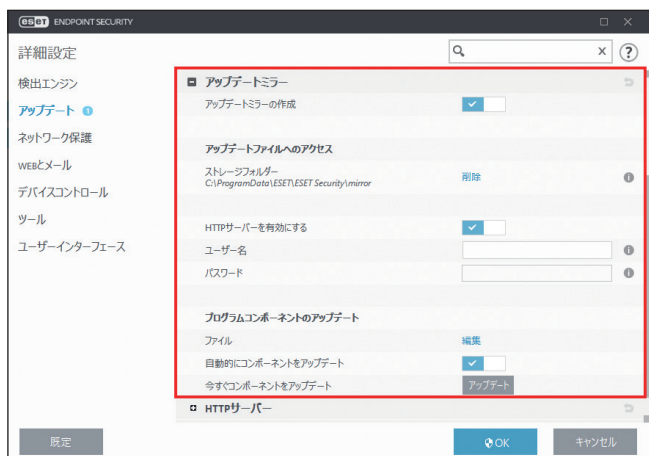 eset ENDPOINT SECURITY
詳細設定
x
?
検出エンジン
アップデート 1
ネットワーク保護
WEBとメール
デバイスコントロール
ツール
ユーザーインターフェース
アップデートミラー
アップデートミラーの作成
アップデートファイルへのアクセス
ストレージフォルダー
C:\ProgramData\ESET\ESET Security\mirror
削除
HTTPサーバーを有効にする
ユーザー名
パスワード
プログラムコンポーネントのアップデート
ファイル
編集
自動的にコンポーネントをアップデート
今すぐコンポーネントをアップデート
アップデート
HTTPサーバー
既定
OK
キャンセル